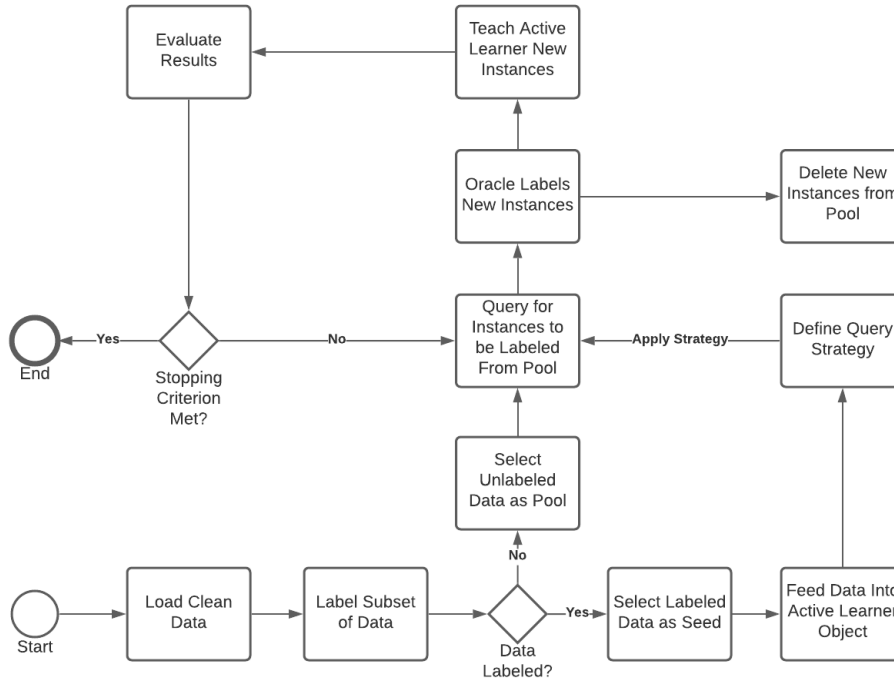 Evaluate
Results
Teach Active
Learner New
Instances
Oracle Labels
New Instances
Delete New
Instances from
Pool
Yes
End
Stopping
Criterion
Met?
No
Query for
Instances to
be Labeled
From Pool
Apply Strategy
Define Query
Strategy
Select
Unlabeled
Data as Pool
No
Start
Load Clean
Data
Label Subset
of Data
Data
Labeled?
Yes
Select Labeled
Data as Seed
Feed Data Into
Active Learner
Object